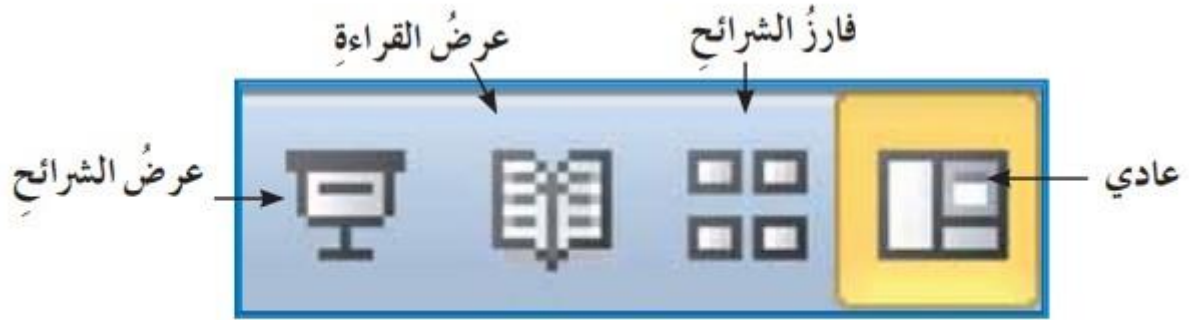 فارزُ الشرائحِ
عرضُ القراءةِ
عادي
عرضُ الشرائحِ